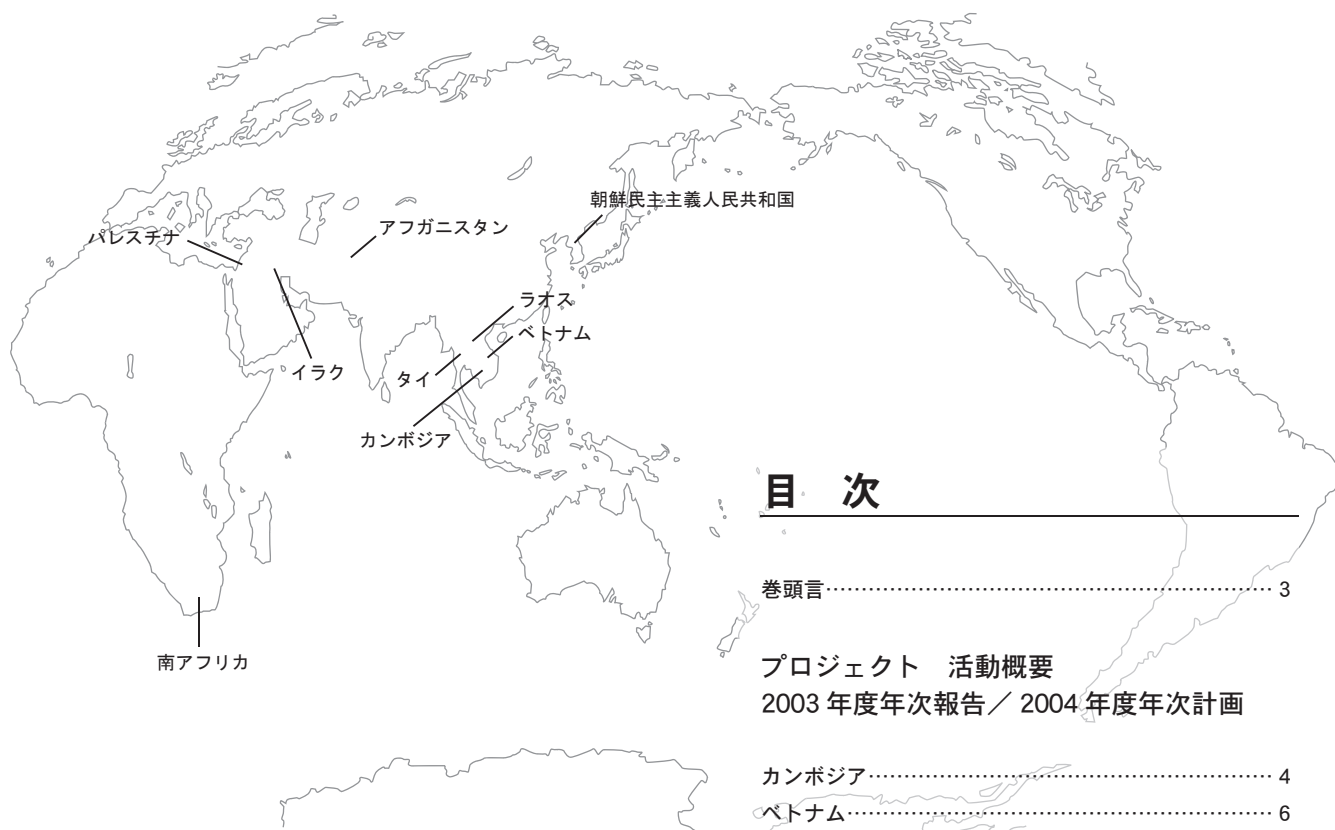 朝鮮民主主義人民共和国
アフガニスタン
パレスチナ
ラオス
ベトナム
イラク
タイ
カンボジア
南アフリカ
目　次
巻頭言……………………………………………………………… 3
プロジェクト　活動概要
2003 年度年次報告／ 2004 年度年次計画
カンボジア………………………………………………………… 4
ベトナム…………………………………………………………… 6